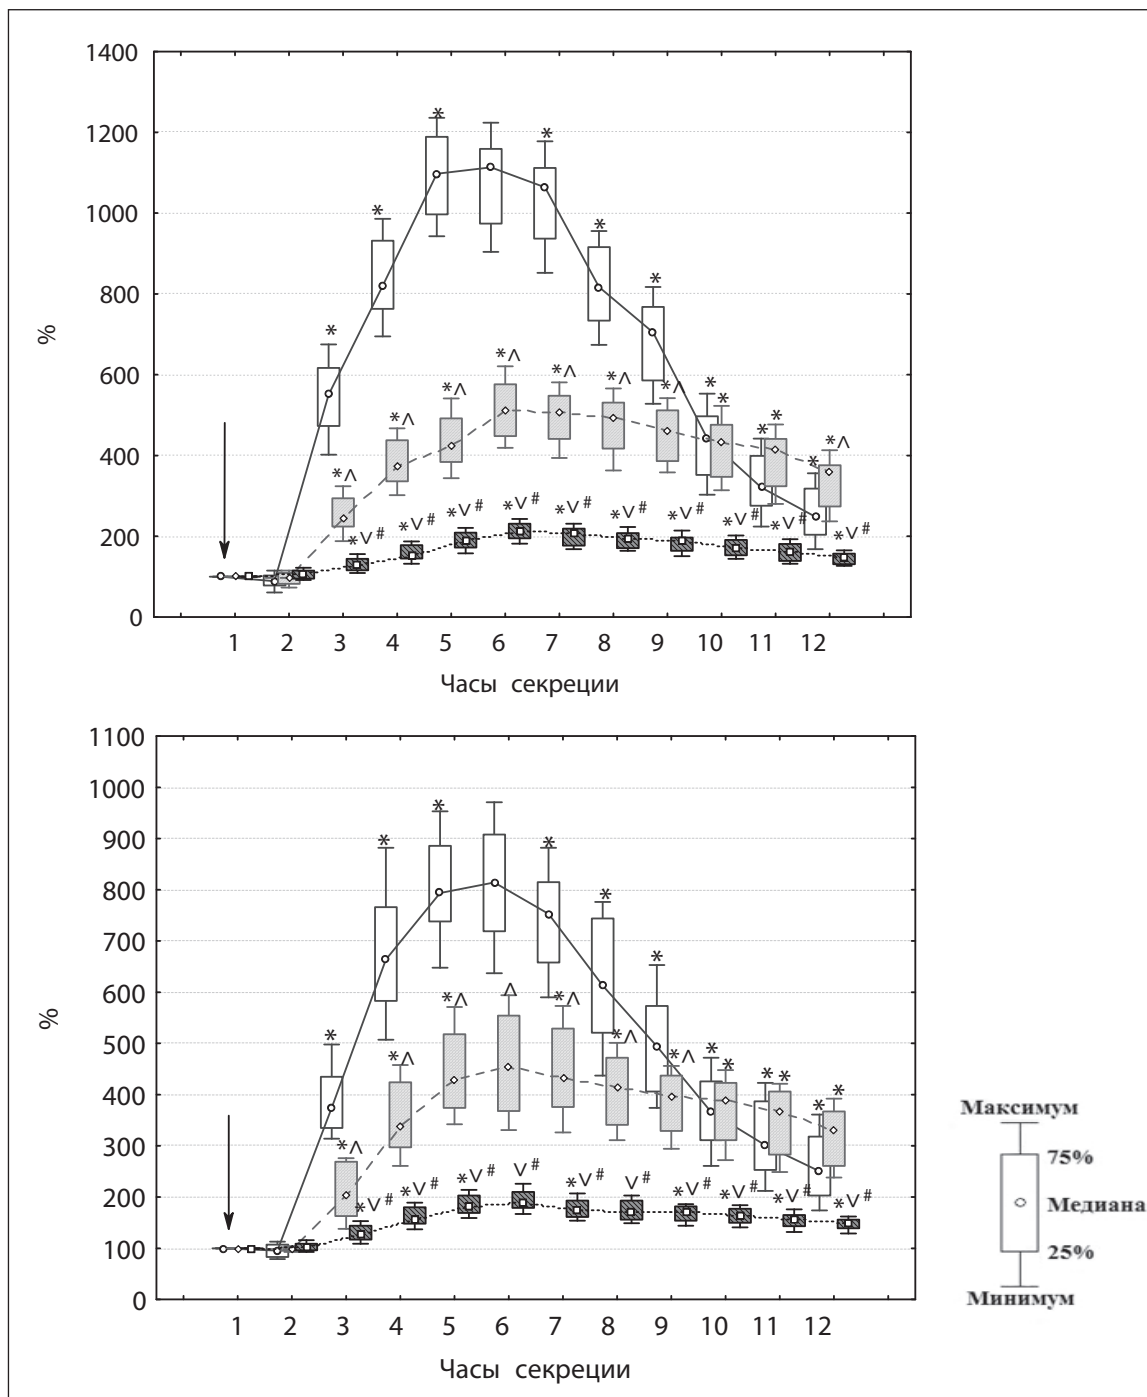 1400
1200
1000
800
600
400
200
0
%
* * * * * * * * * *
*^ *^ *^ *^ *^ *^ *^ * * *^
*V# *V# *V# *V# *V# *V# *V# *V# *V# *V#
1 2 3 4 5 6 7 8 9 10 11 12
Часы секреции
1100
1000
900
800
700
600
500
400
300
200
100
0
%
* * * * * * * * *
*^ *^ *^ ^ *^ *^ *^ * * *
*V# *V# *V# V# *V# V# *V# *V# *V# *V#
1 2 3 4 5 6 7 8 9 10 11 12
Часы секреции
Максимум
75%
Медиана
25%
Минимум